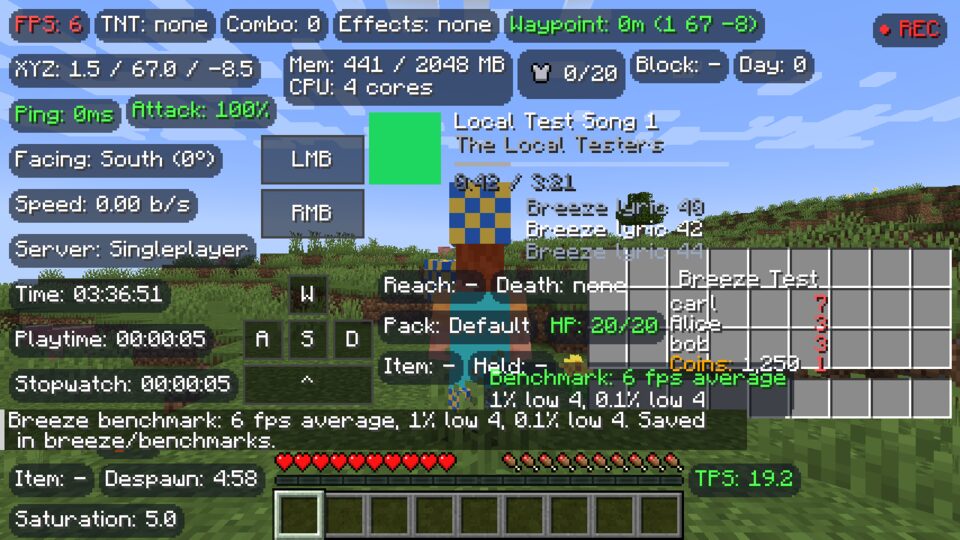 FPS: 6 TNT: none Combo: 0 Effects: none Waypoint: 0m (1 67 -8) ● REC
XYZ: 1.5 / 67.0 / -8.5 Mem: 441 / 2048 MB 0/20 Block: - Day: 0
CPU: 4 cores
Ping: 0ms Attack: 100%
Local Test Song 1
The Local Testers
Facing: South (0°) LMB
0:42 / 3:21
Speed: 0.00 b/s RMB
Breeze lyric 40
Breeze lyric 42
Breeze lyric 44
Server: Singleplayer
Breeze Test
Reach: - Death: none
Time: 03:36:51 W
carl 7
Pack: Default HP: 20/20
Alice 3
Playtime: 00:00:05 A S D
bob 3
Item: - Held: -
Coins: 1,250 1
Stopwatch: 00:00:05 ^
Benchmark: 6 fps average
1% low 4, 0.1% low 4
Breeze benchmark: 6 fps average, 1% low 4, 0.1% low 4. Saved
in breeze/benchmarks.
Item: - Despawn: 4:58 TPS: 19.2
Saturation: 5.0